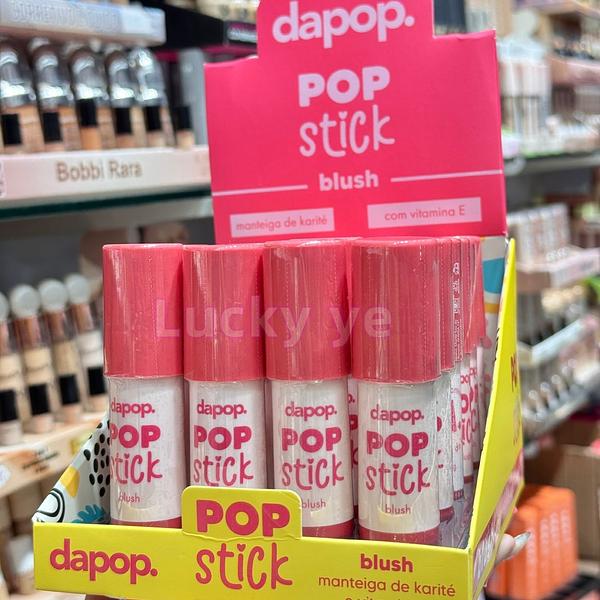 dapop.
POP
stick
blush
manteiga de karité
com vitamina E
Bobbi Rara
Lucky ye
dapop.
POP
stick
blush
dapop.
POP
stick
blush
dapop.
POP
stick
blush
dapop.
POP
stick
blush
dapop.
POP
stick
blush
manteiga de karité